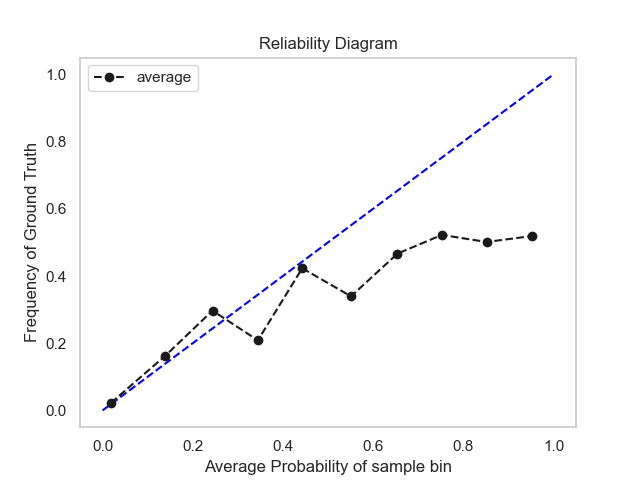 Reliability Diagram
average
Frequency of Ground Truth
1.0
0.8
0.6
0.4
0.2
0.0
0.0 0.2 0.4 0.6 0.8 1.0
Average Probability of sample bin